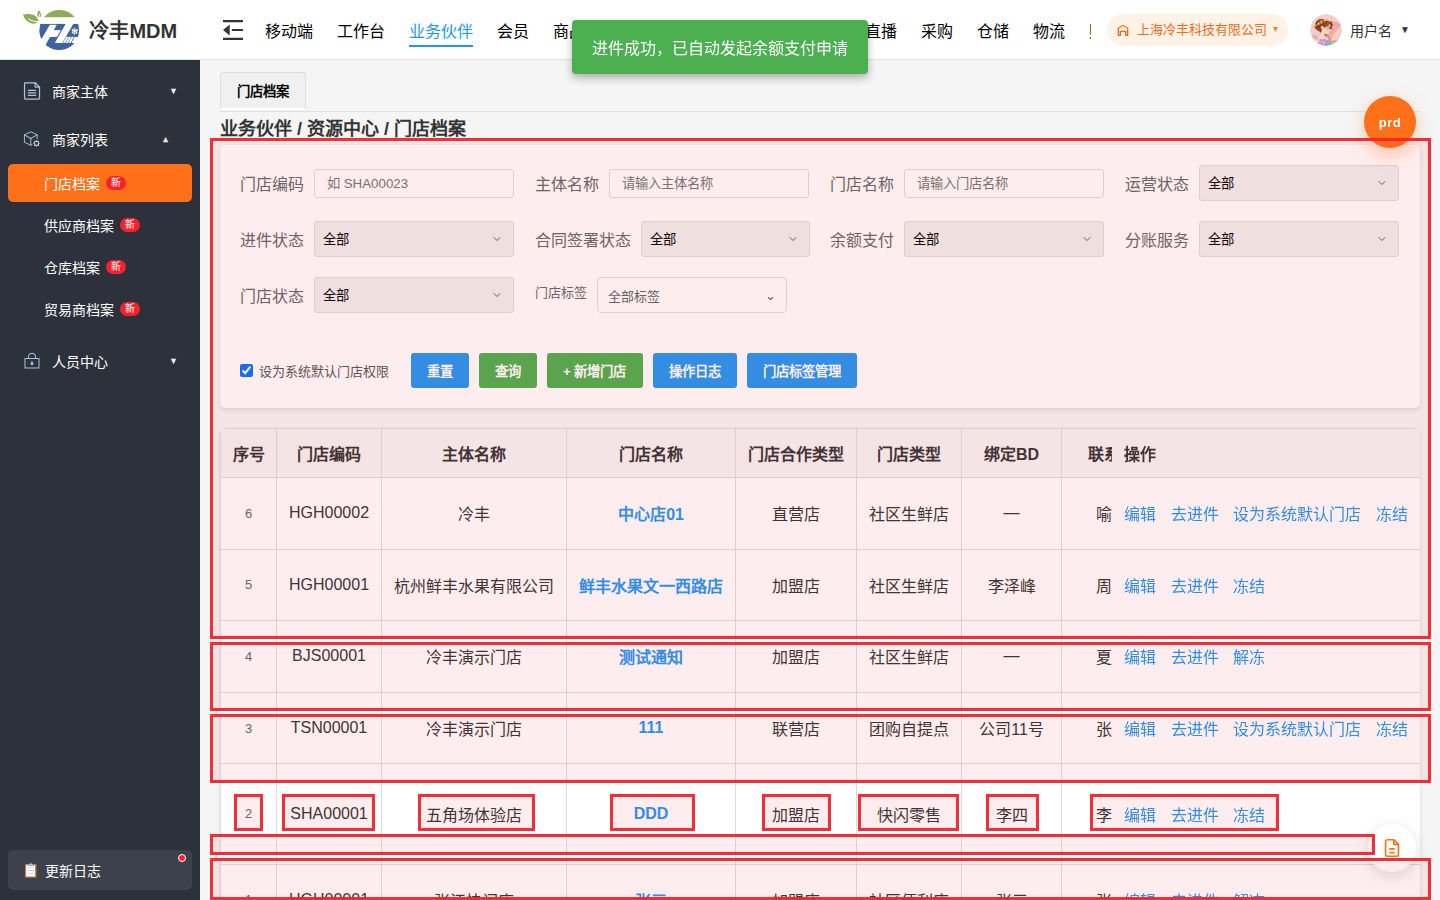 冷丰MDM
移动端 工作台 业务伙伴 会员 商 直播 采购 仓储 物流
上海冷丰科技有限公司
用户名
进件成功，已自动发起余额支付申请
商家主体
商家列表
门店档案 新
供应商档案 新
仓库档案 新
贸易商档案 新
人员中心
更新日志
门店档案
业务伙伴 / 资源中心 / 门店档案
prd
门店编码 如 SHA00023 主体名称 请输入主体名称 门店名称 请输入门店名称 运营状态 全部
进件状态 全部 合同签署状态 全部 余额支付 全部 分账服务 全部
门店状态 全部 门店标签 全部标签
设为系统默认门店权限 重置 查询 + 新增门店 操作日志 门店标签管理
序号 门店编码 主体名称 门店名称 门店合作类型 门店类型 绑定BD 联系 操作
6 HGH00002 冷丰 中心店01 直营店 社区生鲜店 — 喻 编辑 去进件 设为系统默认门店 冻结
5 HGH00001 杭州鲜丰水果有限公司 鲜丰水果文一西路店 加盟店 社区生鲜店 李泽峰 周 编辑 去进件 冻结
4 BJS00001 冷丰演示门店 测试通知 加盟店 社区生鲜店 — 夏 编辑 去进件 解冻
3 TSN00001 冷丰演示门店 111 联营店 团购自提点 公司11号 张 编辑 去进件 设为系统默认门店 冻结
2 SHA00001 五角场体验店 DDD 加盟店 快闪零售 李四 李 编辑 去进件 冻结